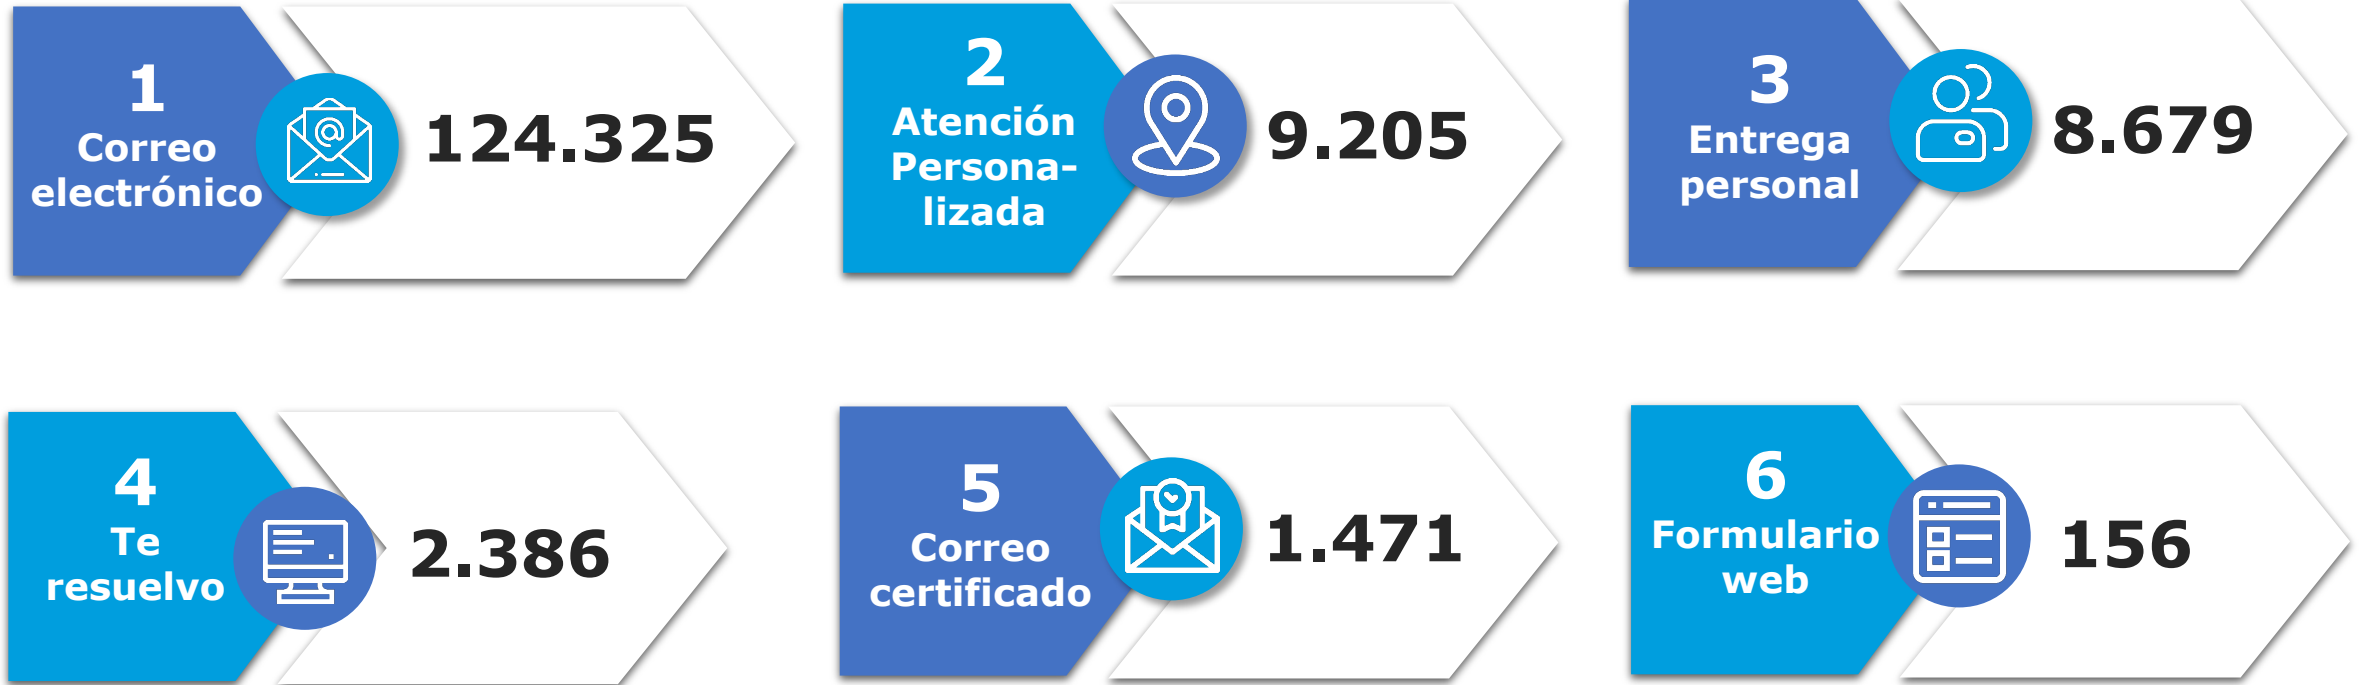 1
Correo
electrónico
124.325
2
Atención
Persona-
lizada
9.205
3
Entrega
personal
8.679
4
Te
resuelvo
2.386
5
Correo
certificado
1.471
6
Formulario
web
156